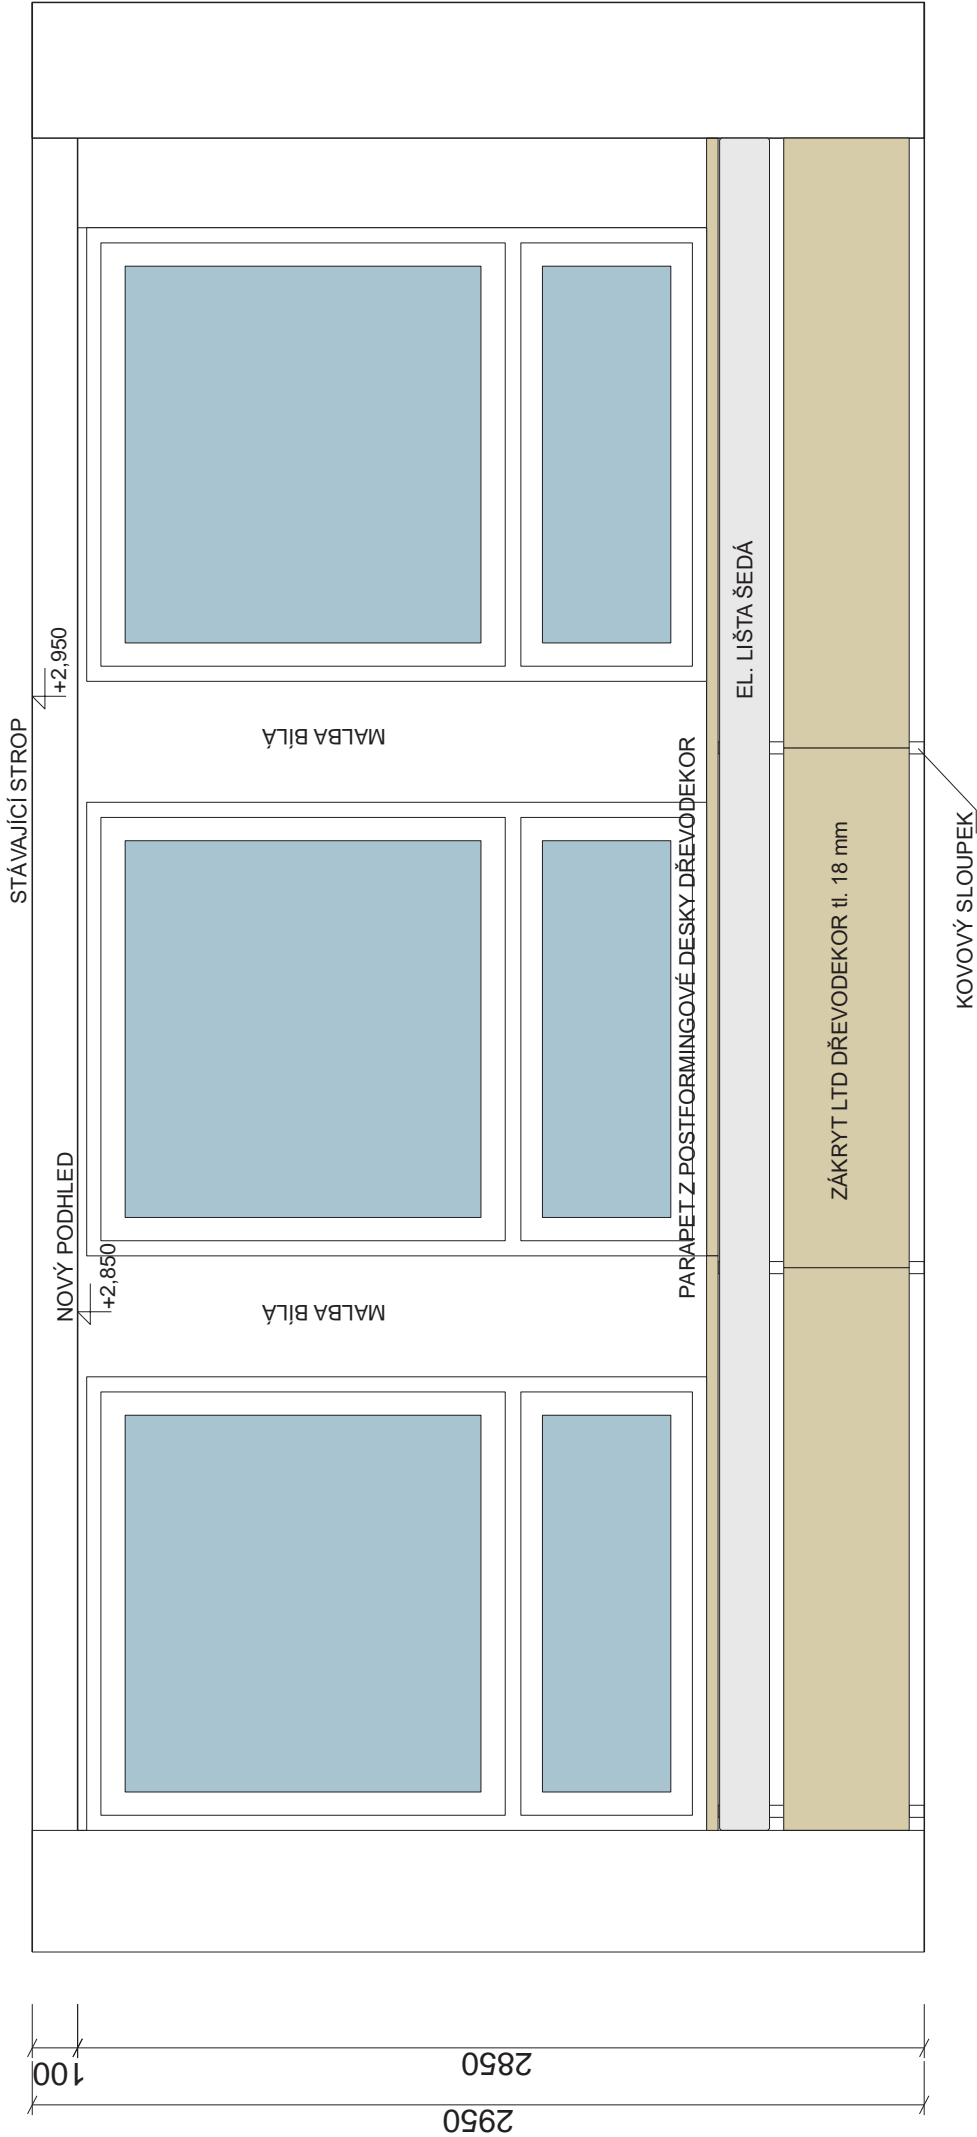 STÁVAJÍCÍ STROP
+2,950
NOVÝ PODHLED
+2,850
MALBA BÍLÁ
MALBA BÍLÁ
PARAPET Z POSTFORMINGOVÉ DESKY DŘEVODEKOR
EL. LIŠTA ŠEDÁ
ZÁKRYT LTD DŘEVODEKOR tl. 18 mm
KOVOVÝ SLOUPEK
100
2850
2950